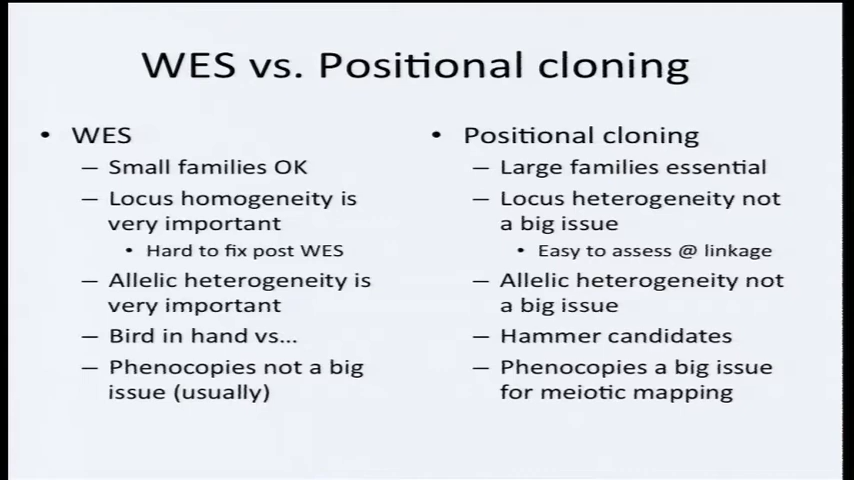 WES vs. Positional cloning
• WES
– Small families OK
– Locus homogeneity is
very important
• Hard to fix post WES
– Allelic heterogeneity is
very important
– Bird in hand vs...
– Phenocopies not a big
issue (usually)
• Positional cloning
– Large families essential
– Locus heterogeneity not
a big issue
• Easy to assess @ linkage
– Allelic heterogeneity not
a big issue
– Hammer candidates
– Phenocopies a big issue
for meiotic mapping